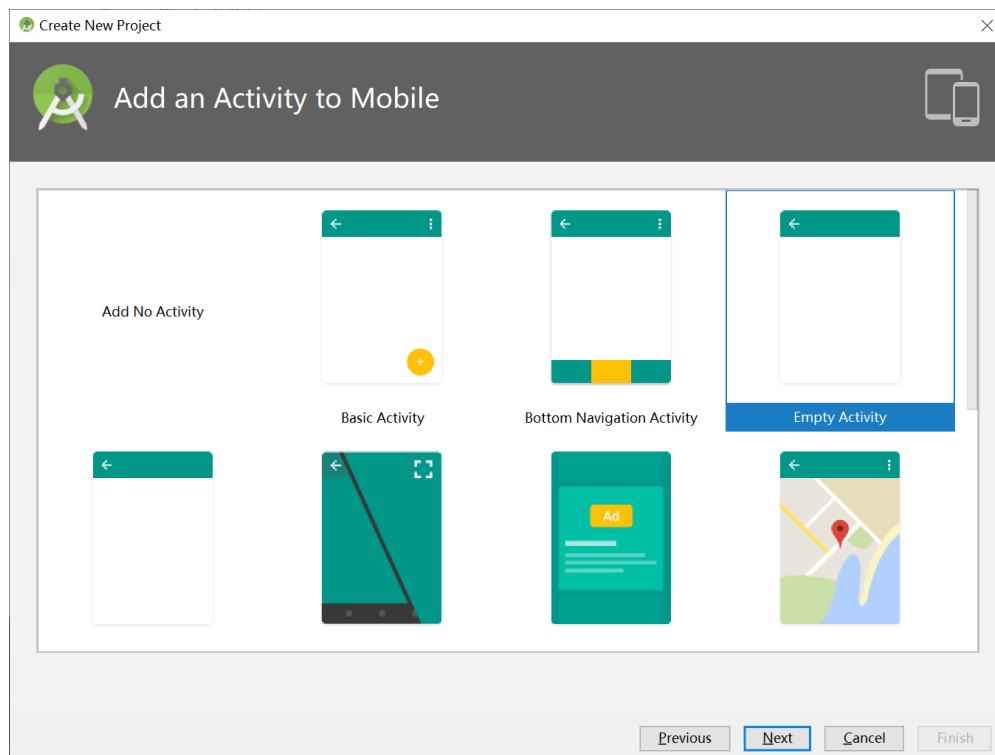 Create New Project
Add an Activity to Mobile
Add No Activity
Basic Activity
Bottom Navigation Activity
Empty Activity
Ad
Previous
Next
Cancel
Finish